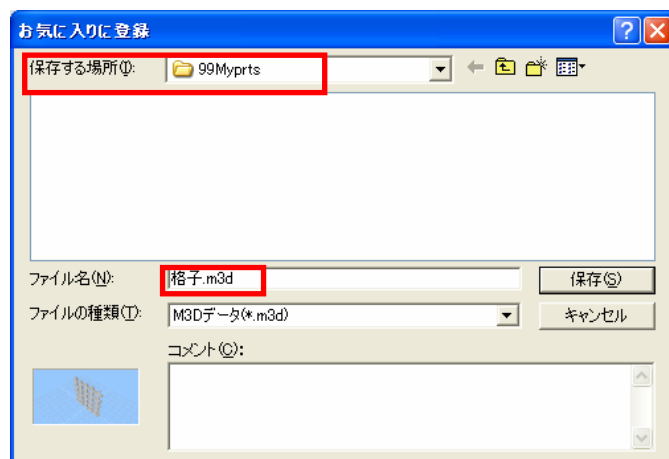 お気に入りに登録
保存する場所(I): 99Myprts
ファイル名(N): 格子.m3d 保存(S)
ファイルの種類(T): M3Dデータ(*.m3d) キャンセル
コメント(C):